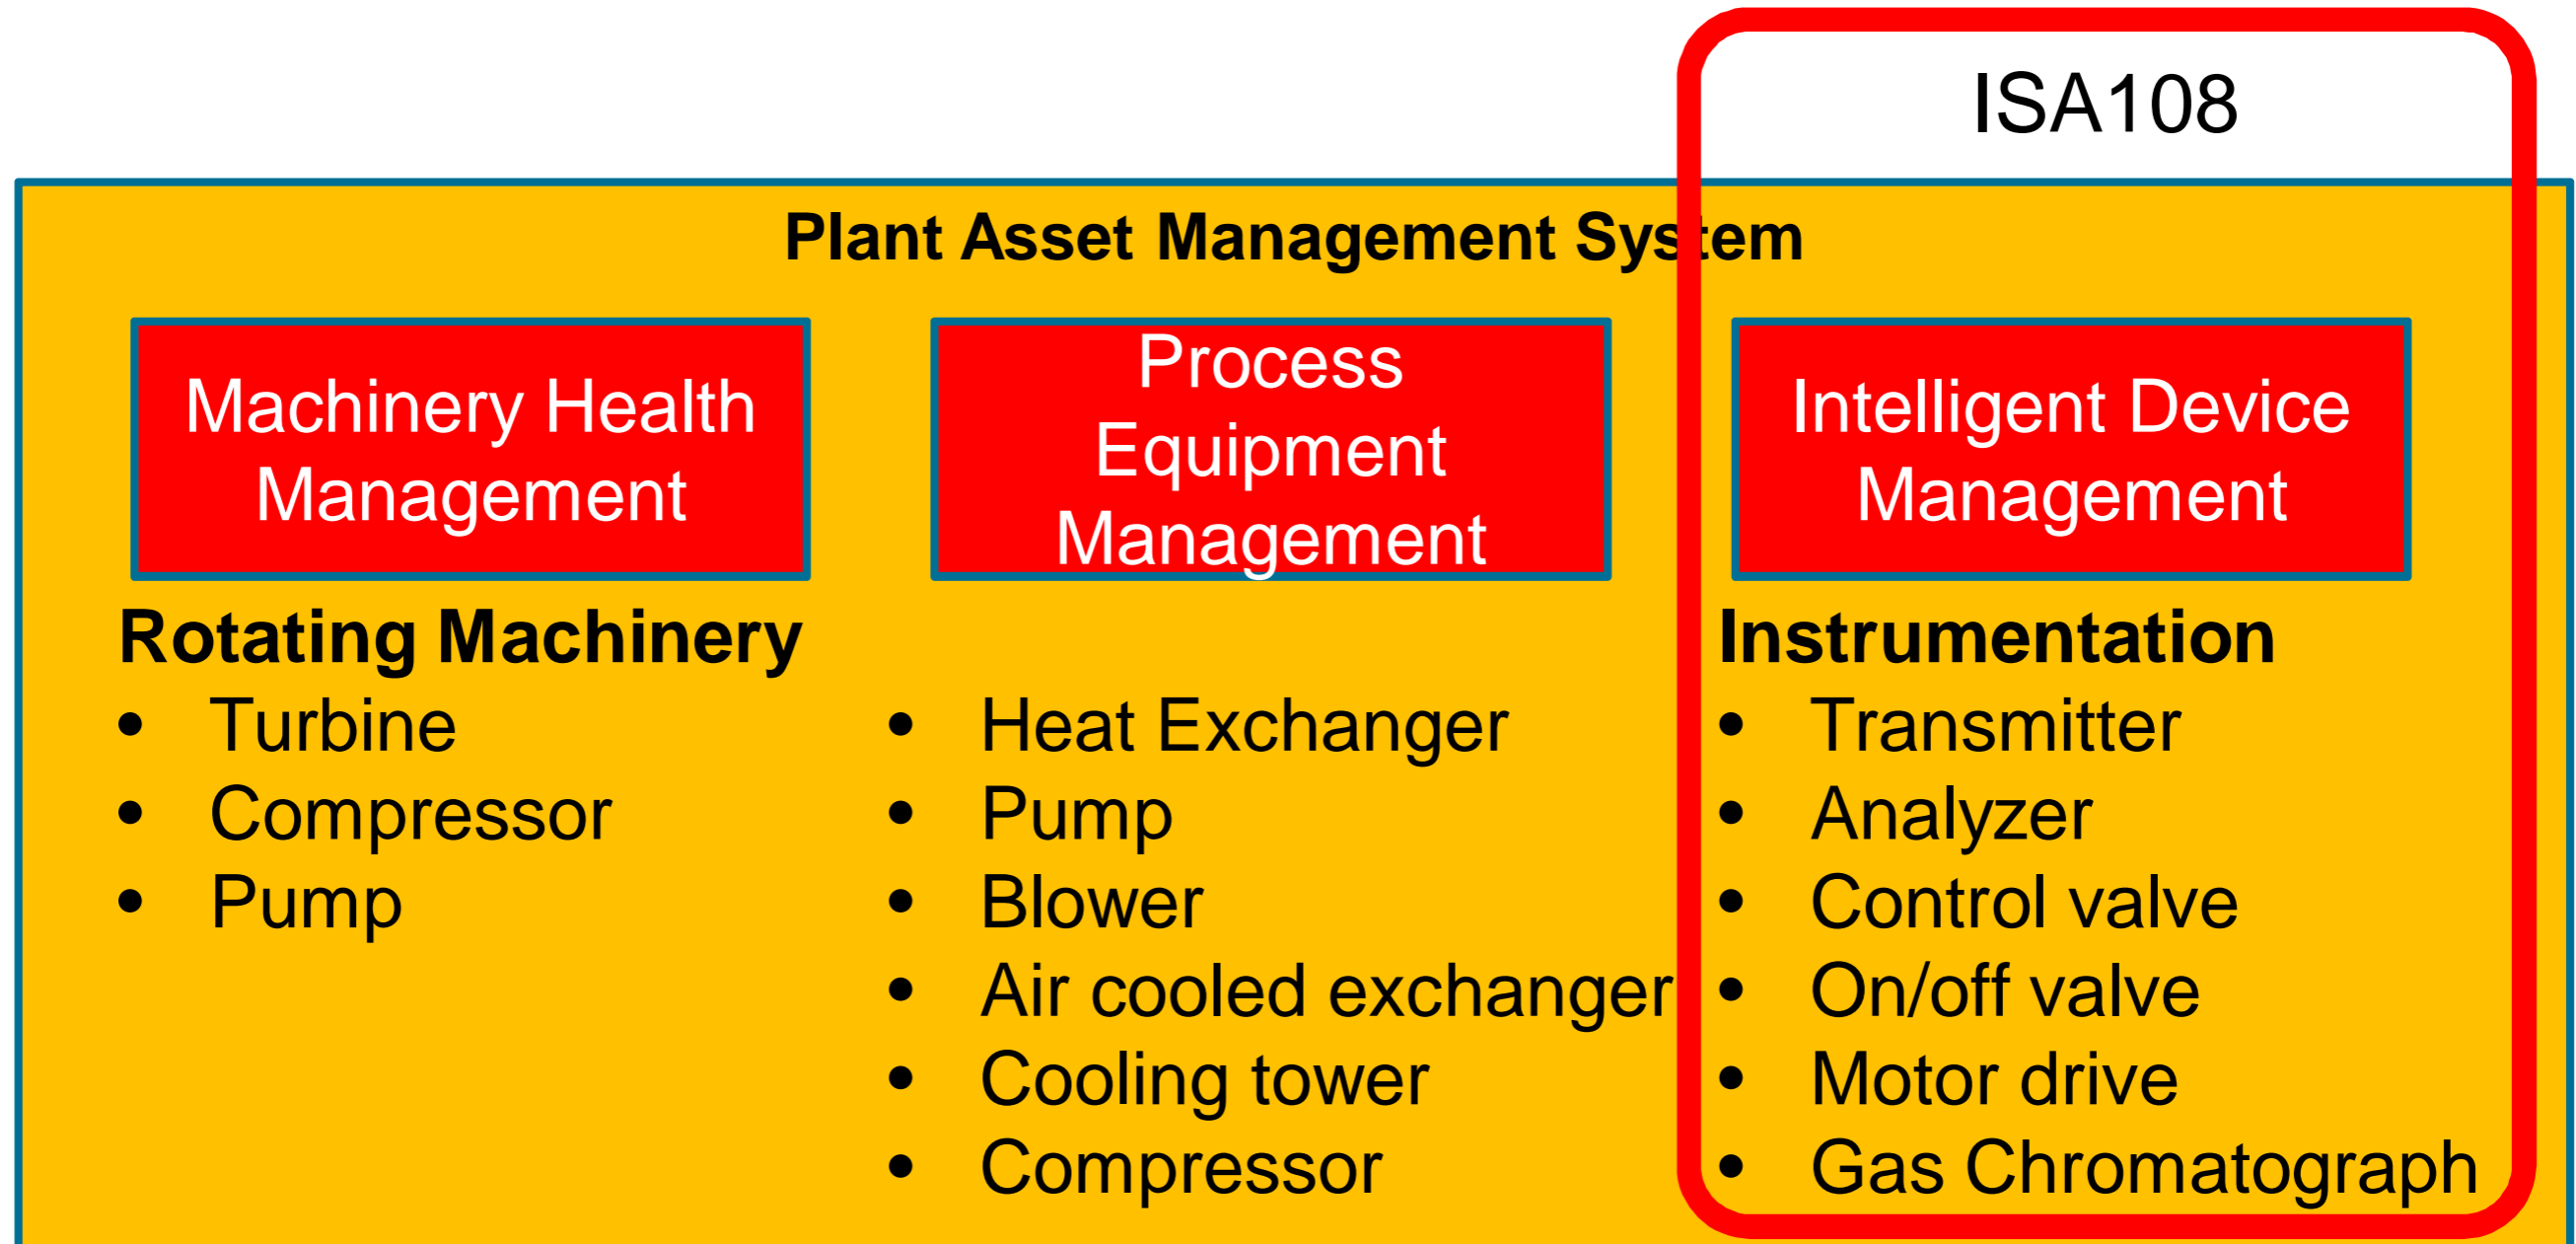 ISA108
Plant Asset Management System
Machinery Health
Management
Rotating Machinery
• Turbine
• Compressor
• Pump
Process
Equipment
Management
• Heat Exchanger
• Pump
• Blower
• Air cooled exchanger
• Cooling tower
• Compressor
Intelligent Device
Management
Instrumentation
• Transmitter
• Analyzer
• Control valve
• On/off valve
• Motor drive
• Gas Chromatograph